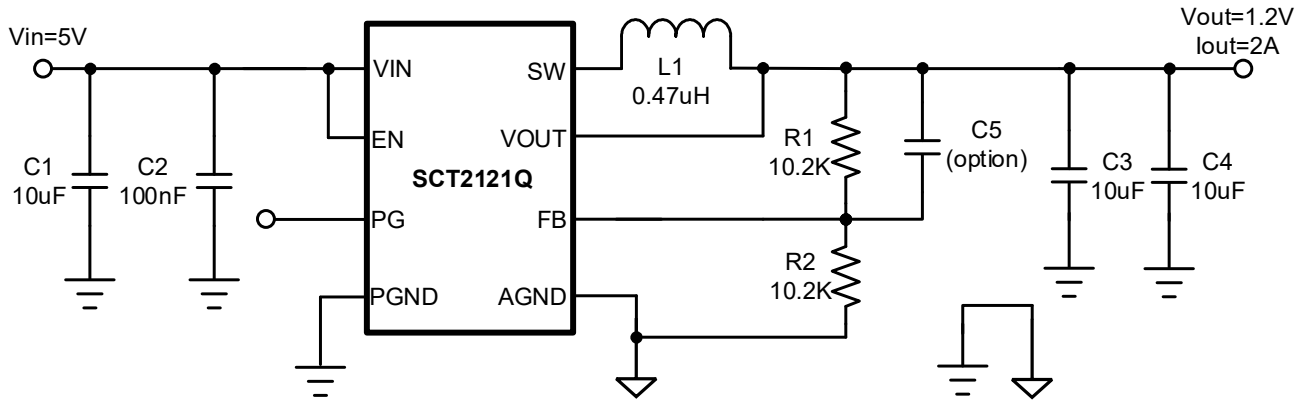 Vin=5V
Vout=1.2V
Iout=2A
VIN
SW
L1
0.47uH
EN
VOUT
R1
10.2K
C5
(option)
C1
10uF
C2
100nF
SCT2121Q
C3
10uF
C4
10uF
PG
FB
R2
10.2K
PGND
AGND